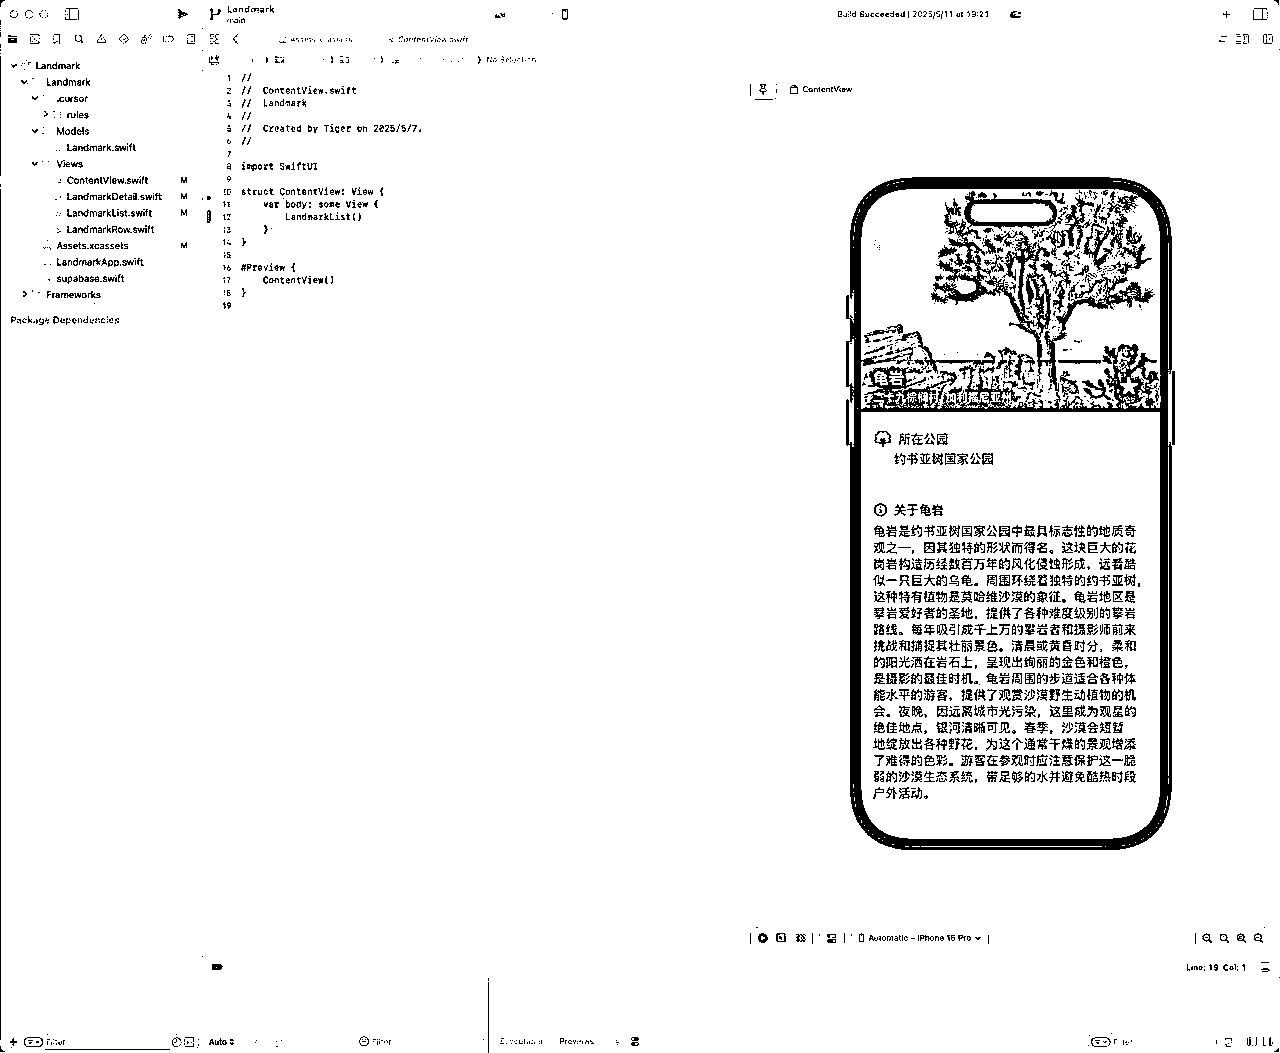 Landmark
main
Build Succeeded | 2025/5/11 at 19:21
ContentView.swift
No Selection
Landmark
Landmark
.cursor
rules
Models
Landmark.swift
Views
ContentView.swift M
LandmarkDetail.swift M
LandmarkList.swift M
LandmarkRow.swift
Assets.xcassets M
LandmarkApp.swift
supabase.swift
Frameworks
Package Dependencies
1 //
2 // ContentView.swift
3 // Landmark
4 //
5 // Created by Tiger on 2025/5/7.
6 //
7
8 import SwiftUI
9
10 struct ContentView: View {
11 var body: some View {
12 LandmarkList()
13 }
14 }
15
16 #Preview {
17 ContentView()
18 }
19
ContentView
龟岩
所在公园
约书亚树国家公园
关于龟岩
龟岩是约书亚树国家公园中最具标志性的地质奇
观之一，因其独特的形状而得名。这块巨大的花
岗岩构造历经数百万年的风化侵蚀形成，远看酷
似一只巨大的乌龟。周围环绕着独特的约书亚树，
这种特有植物是莫哈维沙漠的象征。龟岩地区是
攀岩爱好者的圣地，提供了各种难度级别的攀岩
路线。每年吸引成千上万的攀岩者和摄影师前来
挑战和捕捉其壮丽景色。清晨或黄昏时分，柔和
的阳光洒在岩石上，呈现出绚丽的金色和橙色，
是摄影的最佳时机。龟岩周围的步道适合各种体
能水平的游客，提供了观赏沙漠野生动植物的机
会。夜晚，因远离城市光污染，这里成为观星的
绝佳地点，银河清晰可见。春季，沙漠会短暂
地绽放出各种野花，为这个通常干燥的景观增添
了难得的色彩。游客在参观时应注意保护这一脆
弱的沙漠生态系统，带足够的水并避免酷热时段
户外活动。
Automatic – iPhone 16 Pro
Line: 19 Col: 1
Filter
Auto
Filter
Previews
Filter